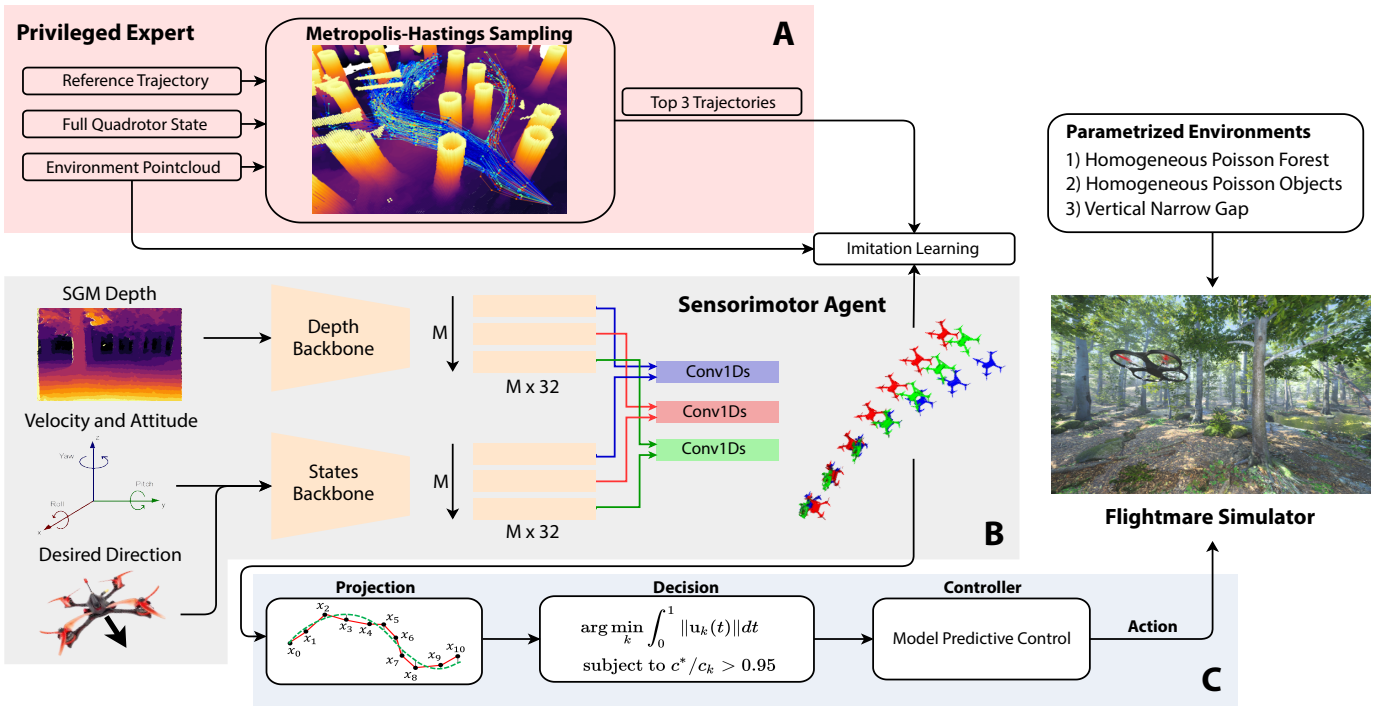 Privileged Expert
Reference Trajectory
Full Quadrotor State
Environment Pointcloud
Metropolis-Hastings Sampling
A
Top 3 Trajectories
Imitation Learning
Parametrized Environments
1) Homogeneous Poisson Forest
2) Homogeneous Poisson Objects
3) Vertical Narrow Gap
Flightmare Simulator
SGM Depth
Depth
Backbone
M
M x 32
Sensorimotor Agent
Conv1Ds
Conv1Ds
Conv1Ds
Velocity and Attitude
z
Yaw
Pitch
y
Roll
x
States
Backbone
M
M x 32
Desired Direction
B
Projection
x₀ x₁ x₂ x₃ x₄ x₅ x₆ x₇ x₈ x₉ x₁₀
Decision
arg min_k ∫₀¹ ‖u_k(t)‖dt
subject to c*/c_k > 0.95
Controller
Model Predictive Control
Action
C